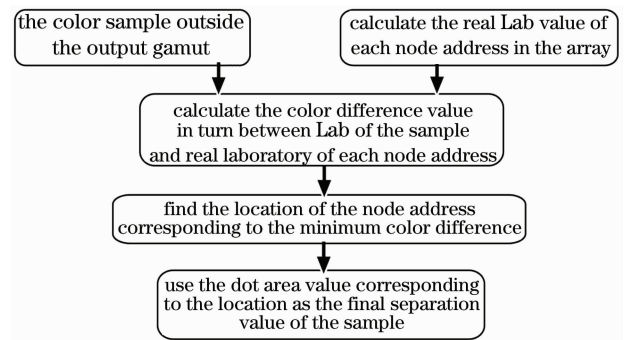 the color sample outside
the output gamut
calculate the real Lab value of
each node address in the array
calculate the color difference value
in turn between Lab of the sample
and real laboratory of each node address
find the location of the node address
corresponding to the minimum color difference
use the dot area value corresponding
to the location as the final separation
value of the sample